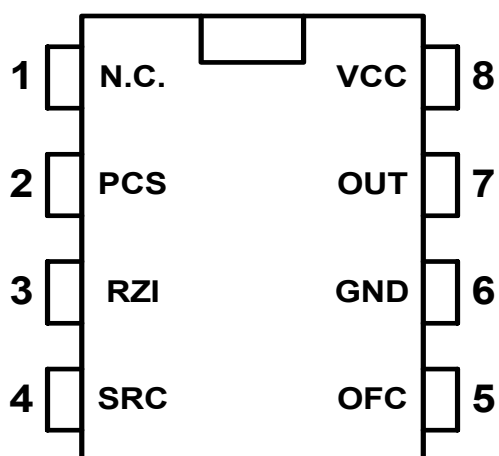 1 N.C. VCC 8
2 PCS OUT 7
3 RZI GND 6
4 SRC OFC 5